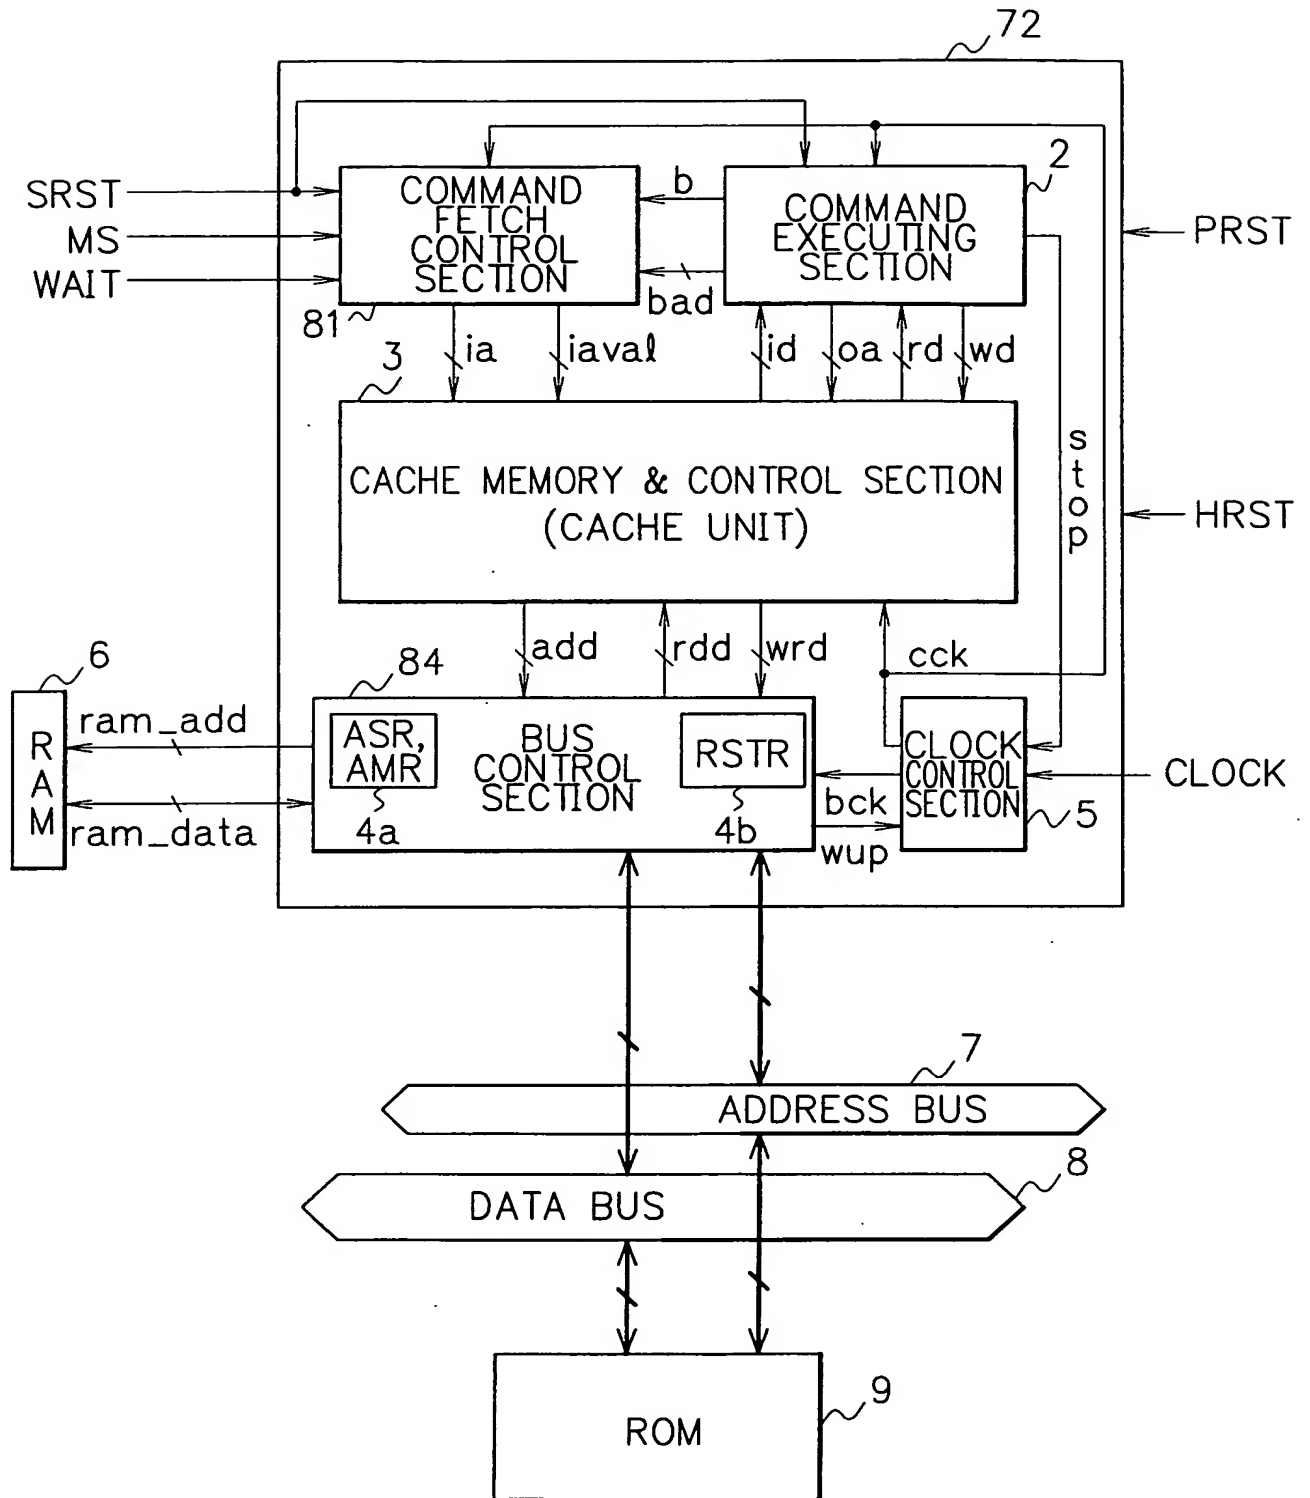 72
SRST
MS
WAIT
COMMAND
FETCH
CONTROL
SECTION
81
b
bad
COMMAND
EXECUTING
SECTION
2
PRST
ia
iaval
id
oa
rd
wd
3
CACHE MEMORY & CONTROL SECTION
(CACHE UNIT)
stop
HRST
add
rdd
wrd
cck
6
RAM
ram_add
ram_data
84
ASR,
AMR
4a
BUS
CONTROL
SECTION
RSTR
4b
bck
wup
CLOCK
CONTROL
SECTION
5
CLOCK
7
ADDRESS BUS
8
DATA BUS
ROM
9